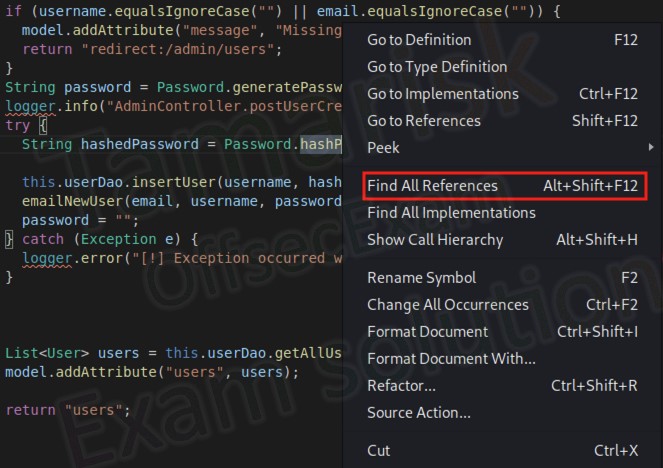 if (username.equalsIgnoreCase("") || email.equalsIgnoreCase("")) {
model.addAttribute("message", "Missing
return "redirect:/admin/users";
}
String password = Password.generatePassw
logger.info("AdminController.postUserCre
try {
String hashedPassword = Password.hashP
this.userDao.insertUser(username, hash
emailNewUser(email, username, password
password = "";
} catch (Exception e) {
logger.error("[!] Exception occurred w
}
List<User> users = this.userDao.getAllUs
model.addAttribute("users", users);
return "users";
Go to Definition F12
Go to Type Definition
Go to Implementations Ctrl+F12
Go to References Shift+F12
Peek
Find All References Alt+Shift+F12
Find All Implementations
Show Call Hierarchy Alt+Shift+H
Rename Symbol F2
Change All Occurrences Ctrl+F2
Format Document Ctrl+Shift+I
Format Document With...
Refactor... Ctrl+Shift+R
Source Action...
Cut Ctrl+X
Tamarisk
OffsecExam
Exam solution